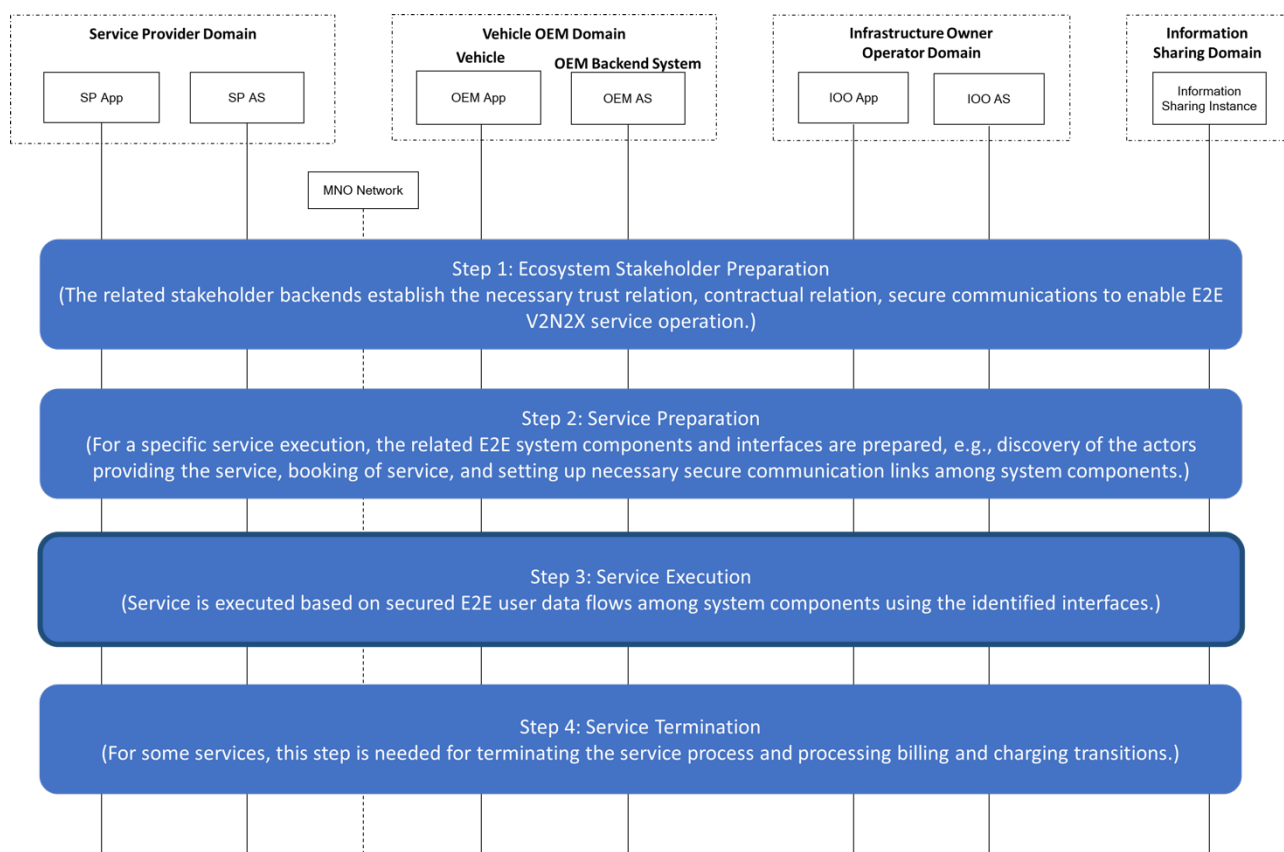 Service Provider Domain
SP App
SP AS
MNO Network
Vehicle OEM Domain
Vehicle
OEM Backend System
OEM App
OEM AS
Infrastructure Owner
Operator Domain
IOO App
IOO AS
Information
Sharing Domain
Information
Sharing Instance
Step 1: Ecosystem Stakeholder Preparation
(The related stakeholder backends establish the necessary trust relation, contractual relation, secure communications to enable E2E
V2N2X service operation.)
Step 2: Service Preparation
(For a specific service execution, the related E2E system components and interfaces are prepared, e.g., discovery of the actors
providing the service, booking of service, and setting up necessary secure communication links among system components.)
Step 3: Service Execution
(Service is executed based on secured E2E user data flows among system components using the identified interfaces.)
Step 4: Service Termination
(For some services, this step is needed for terminating the service process and processing billing and charging transitions.)